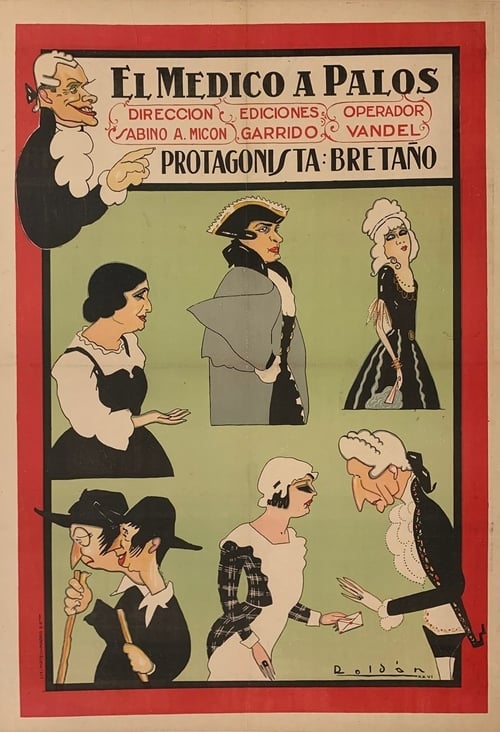 EL MEDICO A PALOS
DIRECCION EDICIONES OPERADOR
SABINO A. MICON GARRIDO VANDEL
PROTAGONISTA: BRETAÑO
Roldán